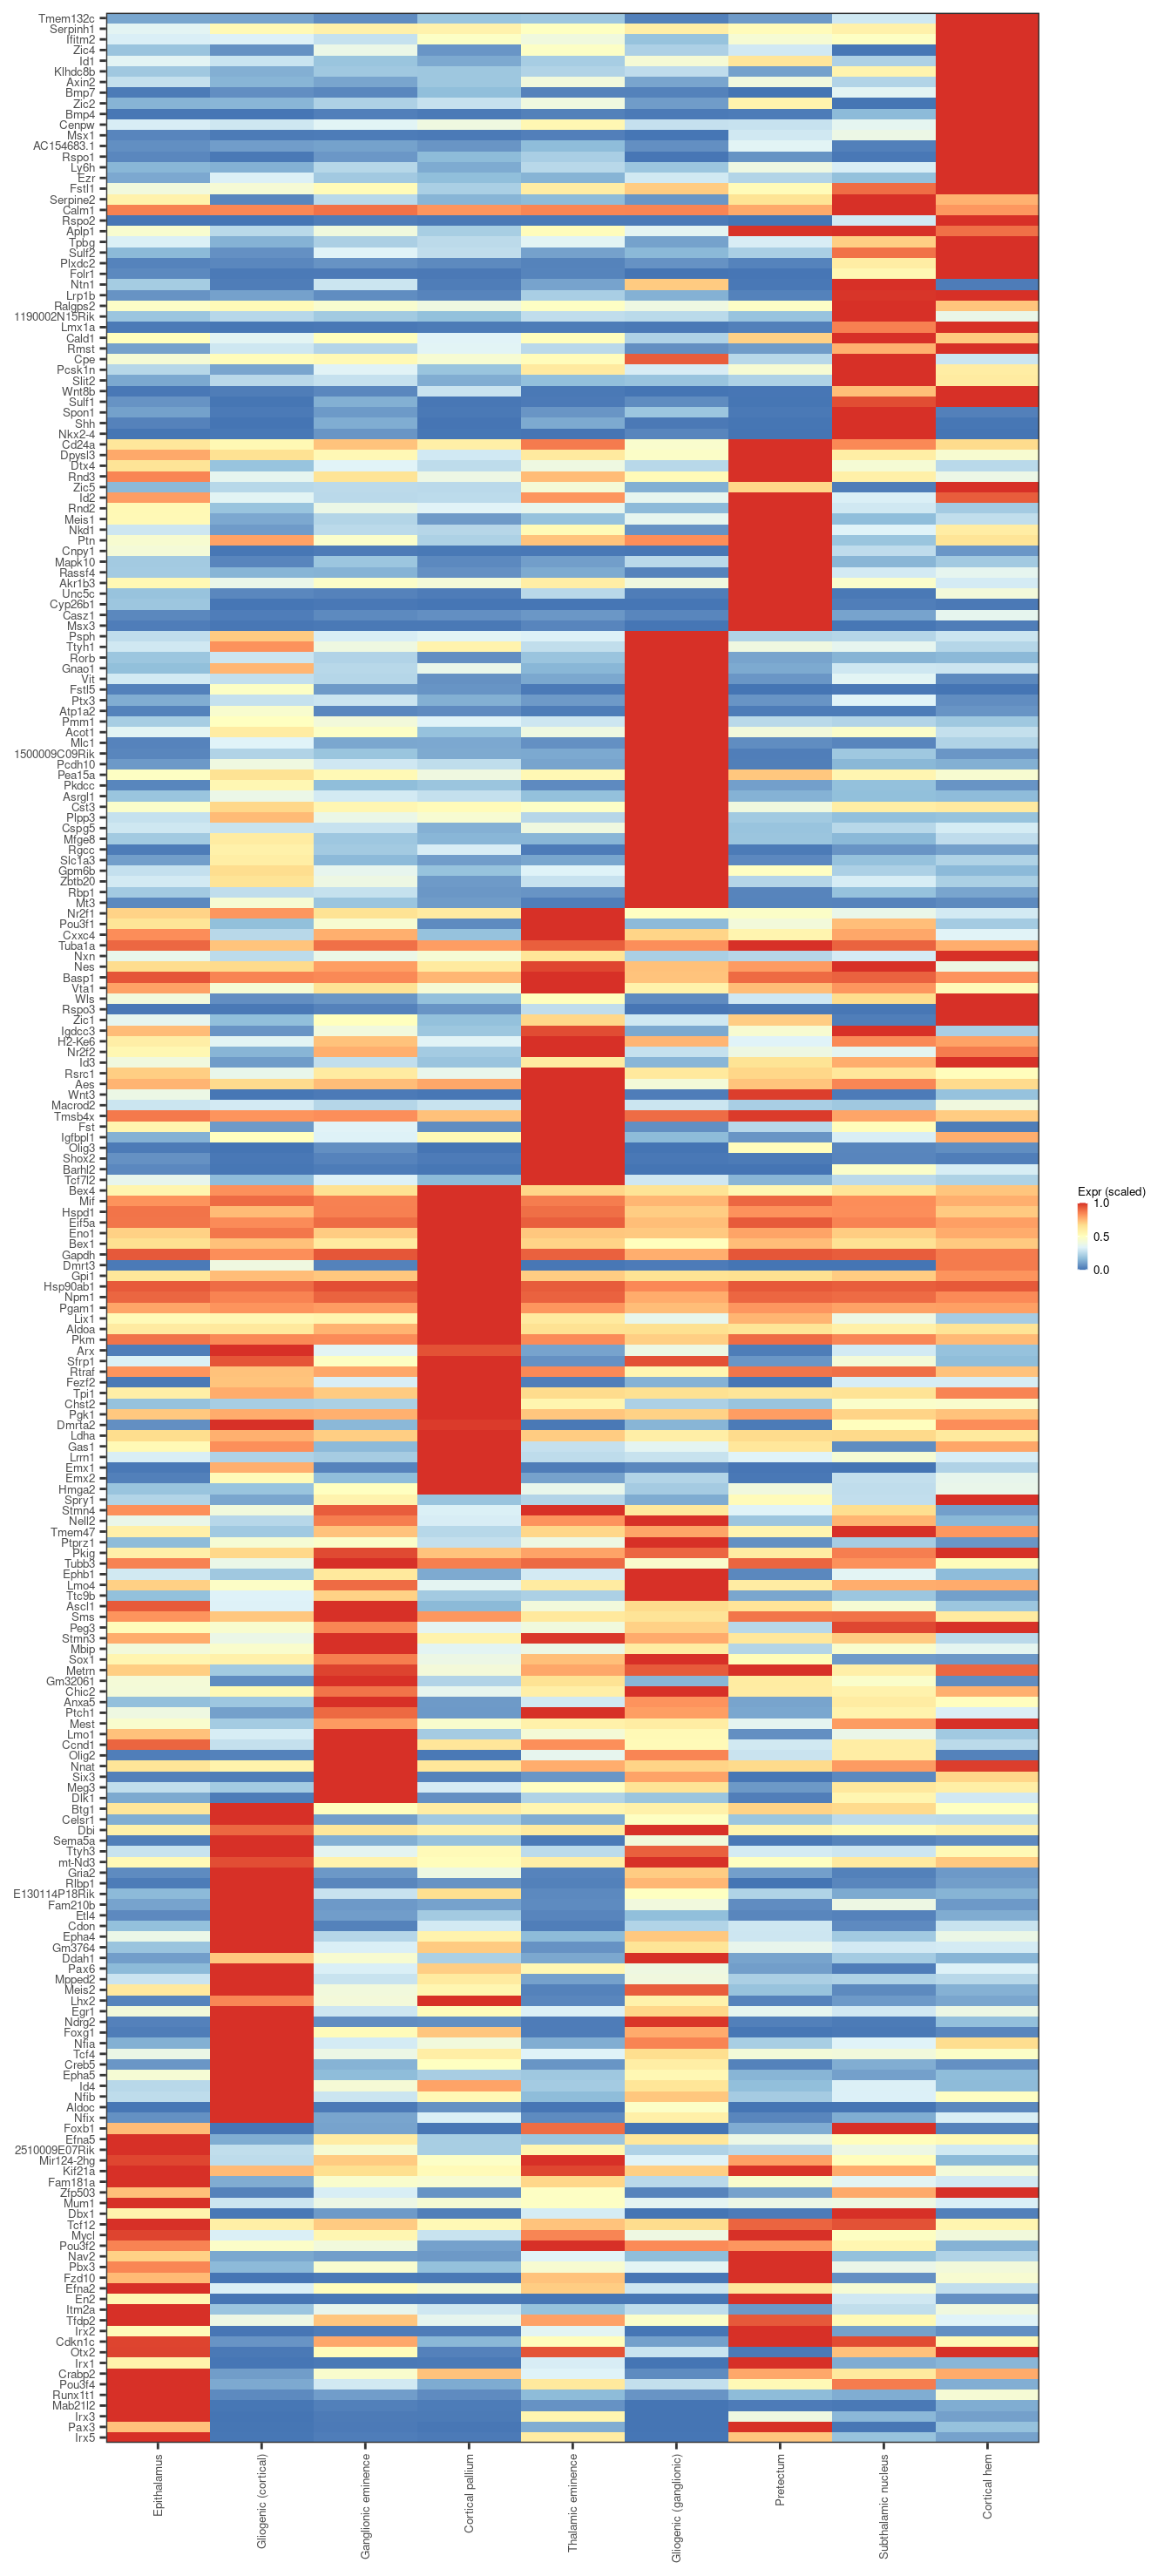 Tmem132c
Serpinh1
Ifitm2
Zic4
Id1
Klhdc8b
Axin2
Bmp7
Zic2
Bmp4
Cenpw
Msx1
AC154683.1
Rspo1
Ly6h
Ezr
Fstl1
Serpine2
Calm1
Rspo2
Aplp1
Tpbg
Sulf2
Plxdc2
Folr1
Ntn1
Lrp1b
Ralgps2
1190002N15Rik
Lmx1a
Cald1
Rmst
Cpe
Pcsk1n
Slit2
Wnt8b
Sulf1
Spon1
Shh
Nkx2-4
Cd24a
Dpysl3
Dtx4
Rnd3
Zic5
Id2
Rnd2
Meis1
Nkd1
Ptn
Cnpy1
Mapk10
Rassf4
Akr1b3
Unc5c
Cyp26b1
Casz1
Msx3
Psph
Ttyh1
Rorb
Gnao1
Vit
Fstl5
Ptx3
Atp1a2
Pmm1
Acot1
Mlc1
1500009C09Rik
Pcdh10
Pea15a
Pkdcc
Asrgl1
Cst3
Plpp3
Cspg5
Mfge8
Rgcc
Slc1a3
Gpm6b
Zbtb20
Rbp1
Mt3
Nr2f1
Pou3f1
Cxxc4
Tuba1a
Nxn
Nes
Basp1
Vta1
Wls
Rspo3
Zic1
Igdcc3
H2-Ke6
Nr2f2
Id3
Rsrc1
Aes
Wnt3
Macrod2
Tmsb4x
Fst
Igfbpl1
Olig3
Shox2
Barhl2
Tcf7l2
Bex4
Mif
Hspd1
Eif5a
Eno1
Bex1
Gapdh
Dmrt3
Gpi1
Hsp90ab1
Npm1
Pgam1
Lix1
Aldoa
Pkm
Arx
Sfrp1
Rtraf
Fezf2
Tpi1
Chst2
Pgk1
Dmrta2
Ldha
Gas1
Lrrn1
Emx1
Emx2
Hmga2
Spry1
Stmn4
Nell2
Tmem47
Ptprz1
Pkig
Tubb3
Ephb1
Lmo4
Ttc9b
Ascl1
Sms
Peg3
Stmn3
Mbip
Sox1
Metrn
Gm32061
Chic2
Anxa5
Ptch1
Mest
Lmo1
Ccnd1
Olig2
Nnat
Six3
Meg3
Dlk1
Btg1
Celsr1
Dbi
Sema5a
Ttyh3
mt-Nd3
Gria2
Rlbp1
E130114P18Rik
Fam210b
Etl4
Cdon
Epha4
Gm3764
Ddah1
Pax6
Mpped2
Meis2
Lhx2
Egr1
Ndrg2
Foxg1
Nfia
Tcf4
Creb5
Epha5
Id4
Nfib
Aldoc
Nfix
Foxb1
Efna5
2510009E07Rik
Mir124-2hg
Kif21a
Fam181a
Zfp503
Mum1
Dbx1
Tcf12
Mycl
Pou3f2
Nav2
Pbx3
Fzd10
Efna2
En2
Itm2a
Tfdp2
Irx2
Cdkn1c
Otx2
Irx1
Crabp2
Pou3f4
Runx1t1
Mab21l2
Irx3
Pax3
Irx5
Epithalamus
Gliogenic (cortical)
Ganglionic eminence
Cortical pallium
Thalamic eminence
Gliogenic (ganglionic)
Pretectum
Subthalamic nucleus
Cortical hem
Expr (scaled)
1.0
0.5
0.0